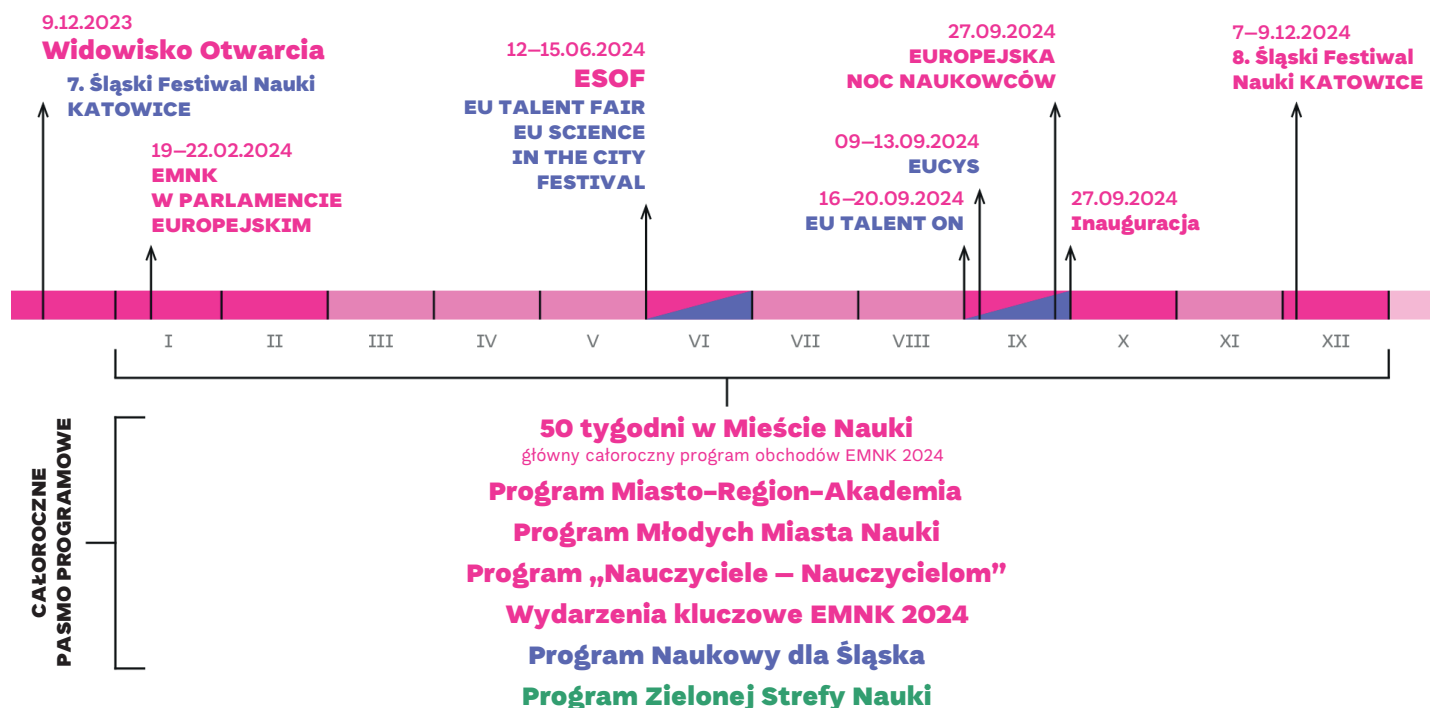 9.12.2023
Widowisko Otwarcia
7. Śląski Festiwal Nauki
KATOWICE
19–22.02.2024
EMNK
W PARLAMENCIE
EUROPEJSKIM
12–15.06.2024
ESOF
EU TALENT FAIR
EU SCIENCE
IN THE CITY
FESTIVAL
27.09.2024
EUROPEJSKA
NOC NAUKOWCÓW
09–13.09.2024
EUCYS
16–20.09.2024
EU TALENT ON
27.09.2024
Inauguracja
7–9.12.2024
8. Śląski Festiwal
Nauki KATOWICE
I II III IV V VI VII VIII IX X XI XII
CAŁOROCZNE
PASMO PROGRAMOWE
50 tygodni w Mieście Nauki
główny całoroczny program obchodów EMNK 2024
Program Miasto–Region–Akademia
Program Młodych Miasta Nauki
Program „Nauczyciele – Nauczycielom”
Wydarzenia kluczowe EMNK 2024
Program Naukowy dla Śląska
Program Zielonej Strefy Nauki